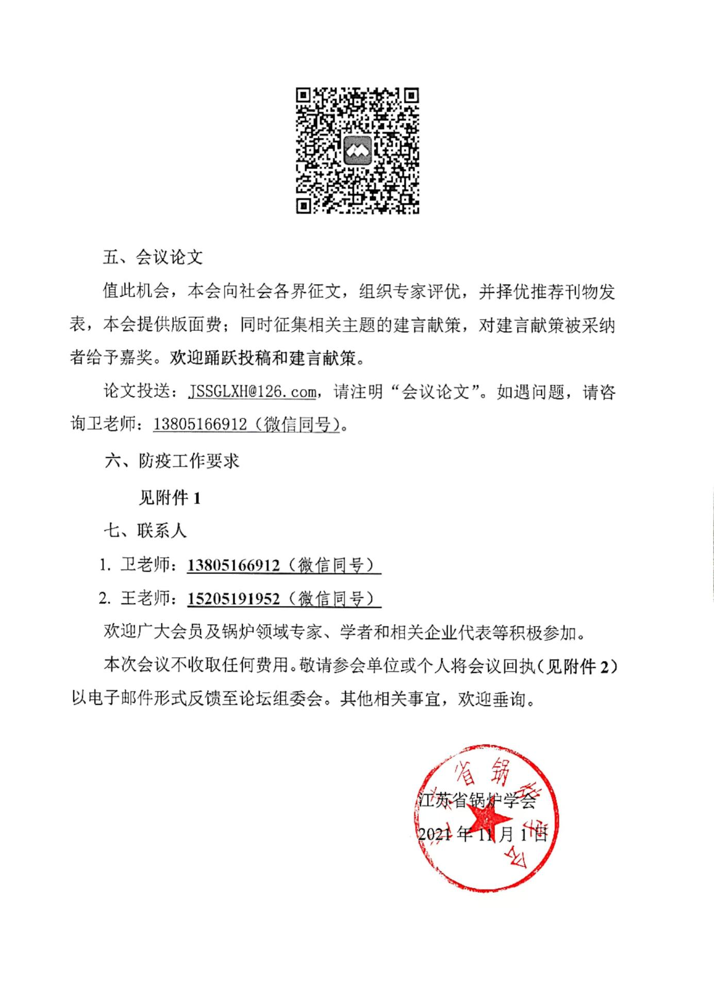 五、会议论文
值此机会，本会向社会各界征文，组织专家评优，并择优推荐刊物发
表，本会提供版面费；同时征集相关主题的建言献策，对建言献策被采纳
者给予嘉奖。欢迎踊跃投稿和建言献策。
论文投送：JSSGLXH@126.com，请注明“会议论文”。如遇问题，请咨
询卫老师：13805166912（微信同号）。
六、防疫工作要求
见附件 1
七、联系人
1. 卫老师：13805166912（微信同号）
2. 王老师：15205191952（微信同号）
欢迎广大会员及锅炉领域专家、学者和相关企业代表等积极参加。
本次会议不收取任何费用。敬请参会单位或个人将会议回执（见附件 2）
以电子邮件形式反馈至论坛组委会。其他相关事宜，欢迎垂询。
江苏省锅炉学会
江苏省锅炉学会
2021 年 11 月 1 日